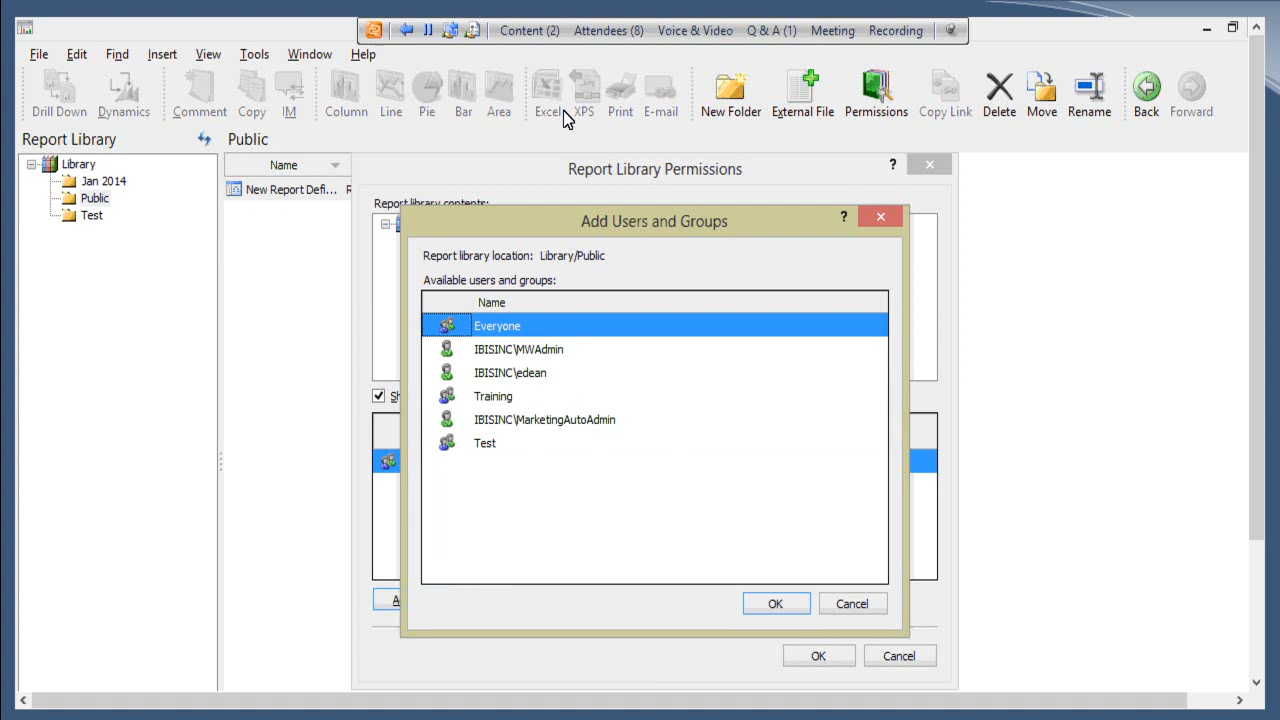 Content (2) Attendees (8) Voice & Video Q & A (1) Meeting Recording
File Edit Find Insert View Tools Window Help
Drill Down Dynamics Comment Copy IM Column Line Pie Bar Area Excel XPS Print E-mail New Folder External File Permissions Copy Link Delete Move Rename Back Forward
Report Library
Public
Library
Jan 2014
Public
Test
Name
New Report Defi... R
Report Library Permissions ?
Report library contents:
Add Users and Groups ?
Report library location: Library/Public
Available users and groups:
Name
Everyone
IBISINC\MWAdmin
IBISINC\edean
Training
IBISINC\MarketingAutoAdmin
Test
OK Cancel
OK Cancel